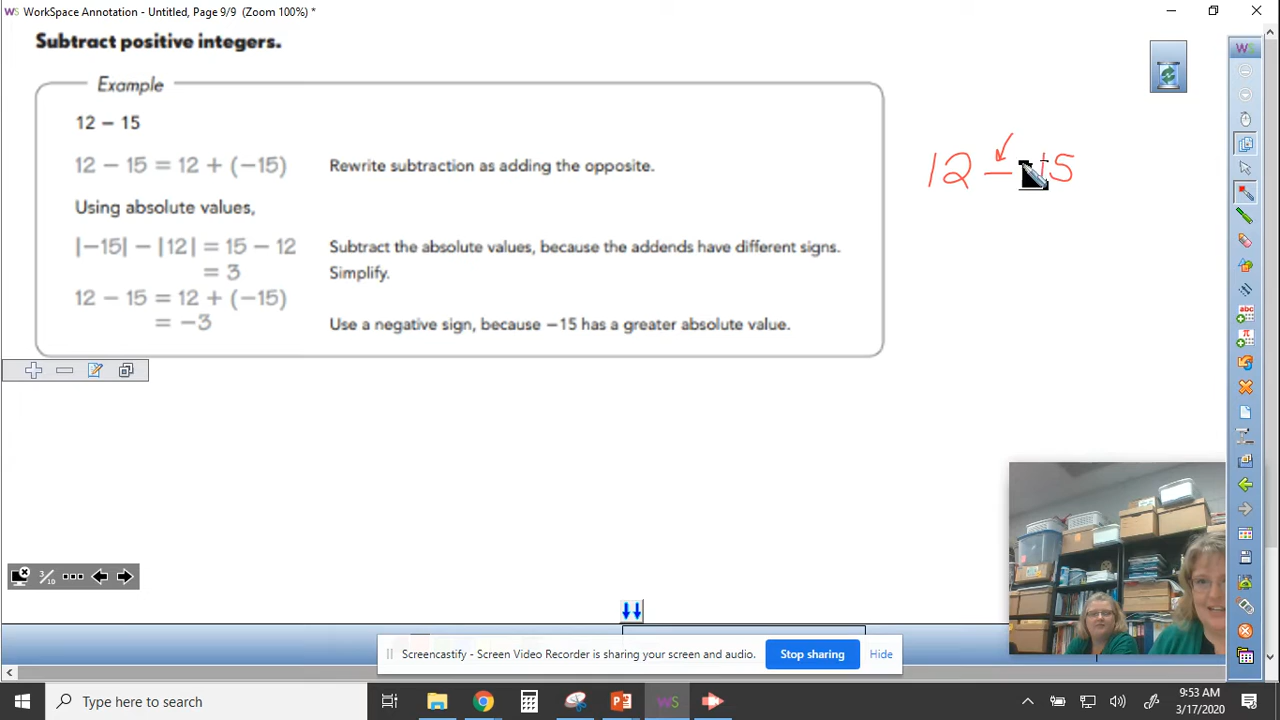 WS WorkSpace Annotation - Untitled, Page 9/9 (Zoom 100%) *
Subtract positive integers.
Example
12 − 15
12 − 15 = 12 + (−15) Rewrite subtraction as adding the opposite.
12 − 15
Using absolute values,
|−15| − |12| = 15 − 12 Subtract the absolute values, because the addends have different signs.
= 3 Simplify.
12 − 15 = 12 + (−15)
= −3 Use a negative sign, because −15 has a greater absolute value.
3/10
Screencastify - Screen Video Recorder is sharing your screen and audio. Stop sharing Hide
Type here to search
WS
9:53 AM
3/17/2020